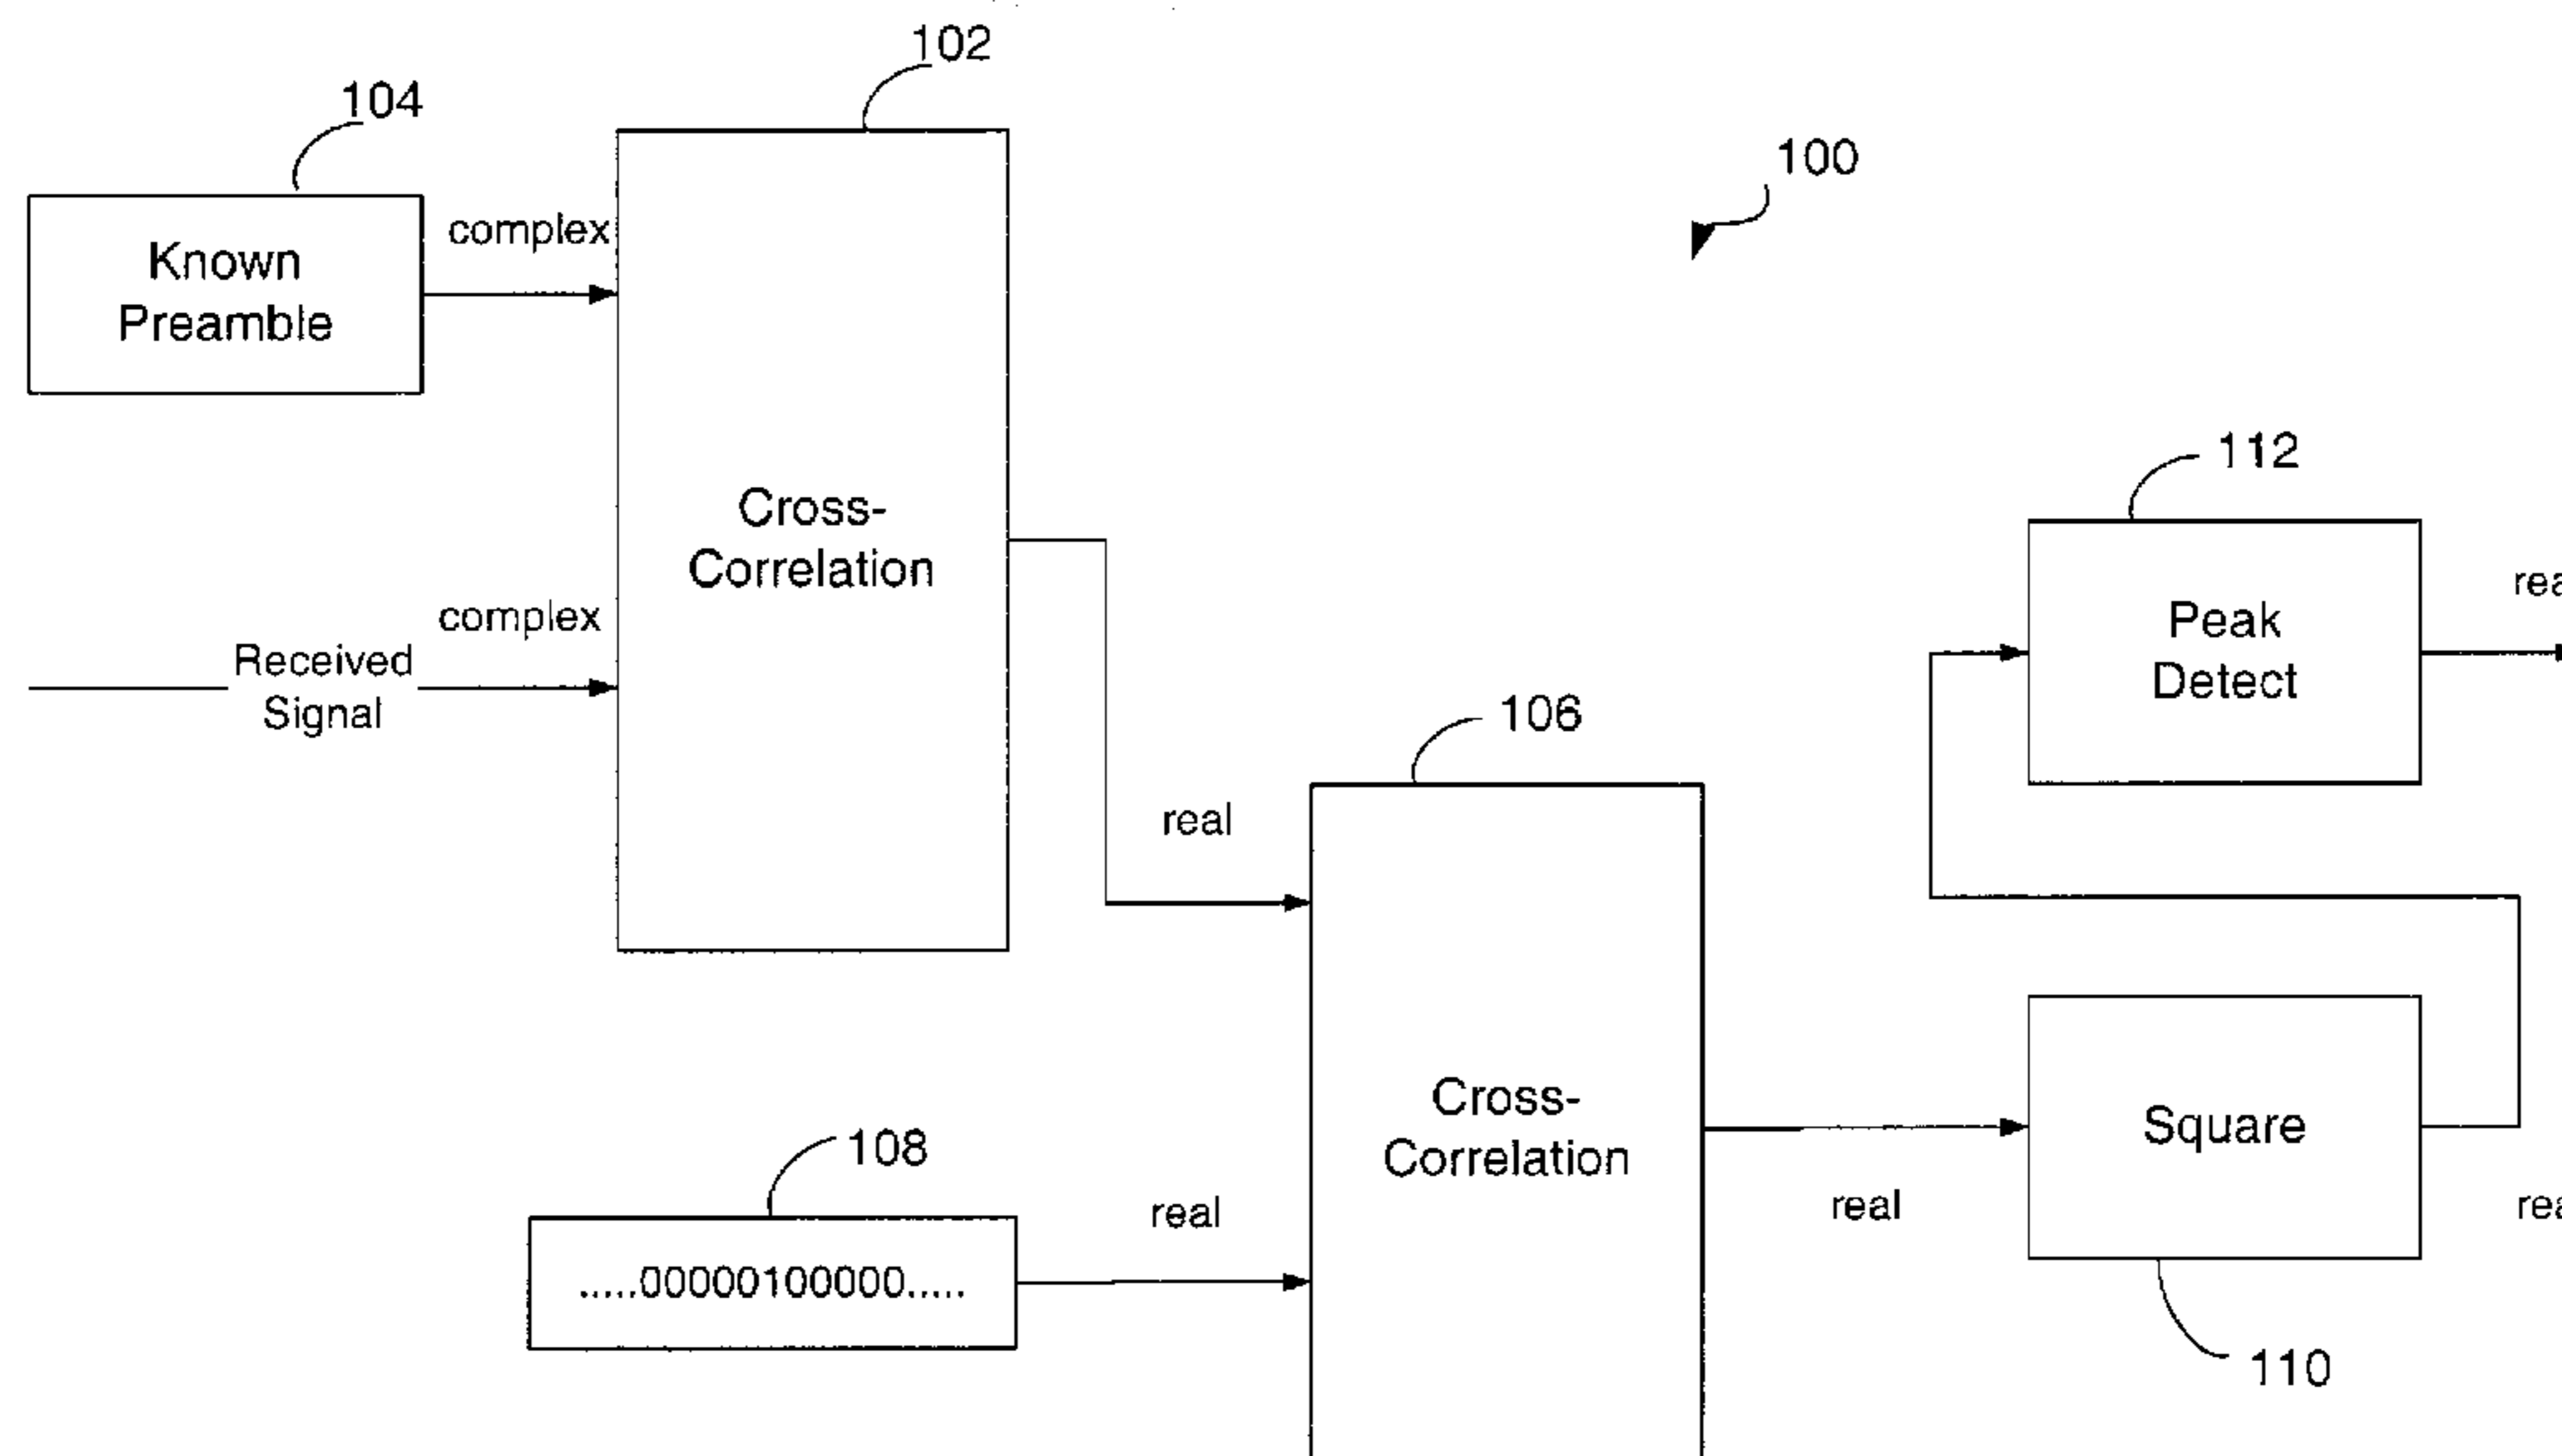 102
104
100
Known
Preamble
complex
Cross-
Correlation
complex
Received
Signal
112
Peak
Detect
106
real
Cross-
Correlation
108
.....00000100000.....
real
real
Square
110